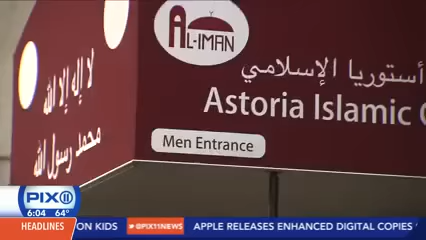 AL-IMAN
لا إله إلا الله
محمد رسول الله
أستوريا الإسلامي
Astoria Islamic
Men Entrance
PIX11
6:04 64°
HEADLINES
ON KIDS
#@PIX11NEWS
APPLE RELEASES ENHANCED DIGITAL COPIES